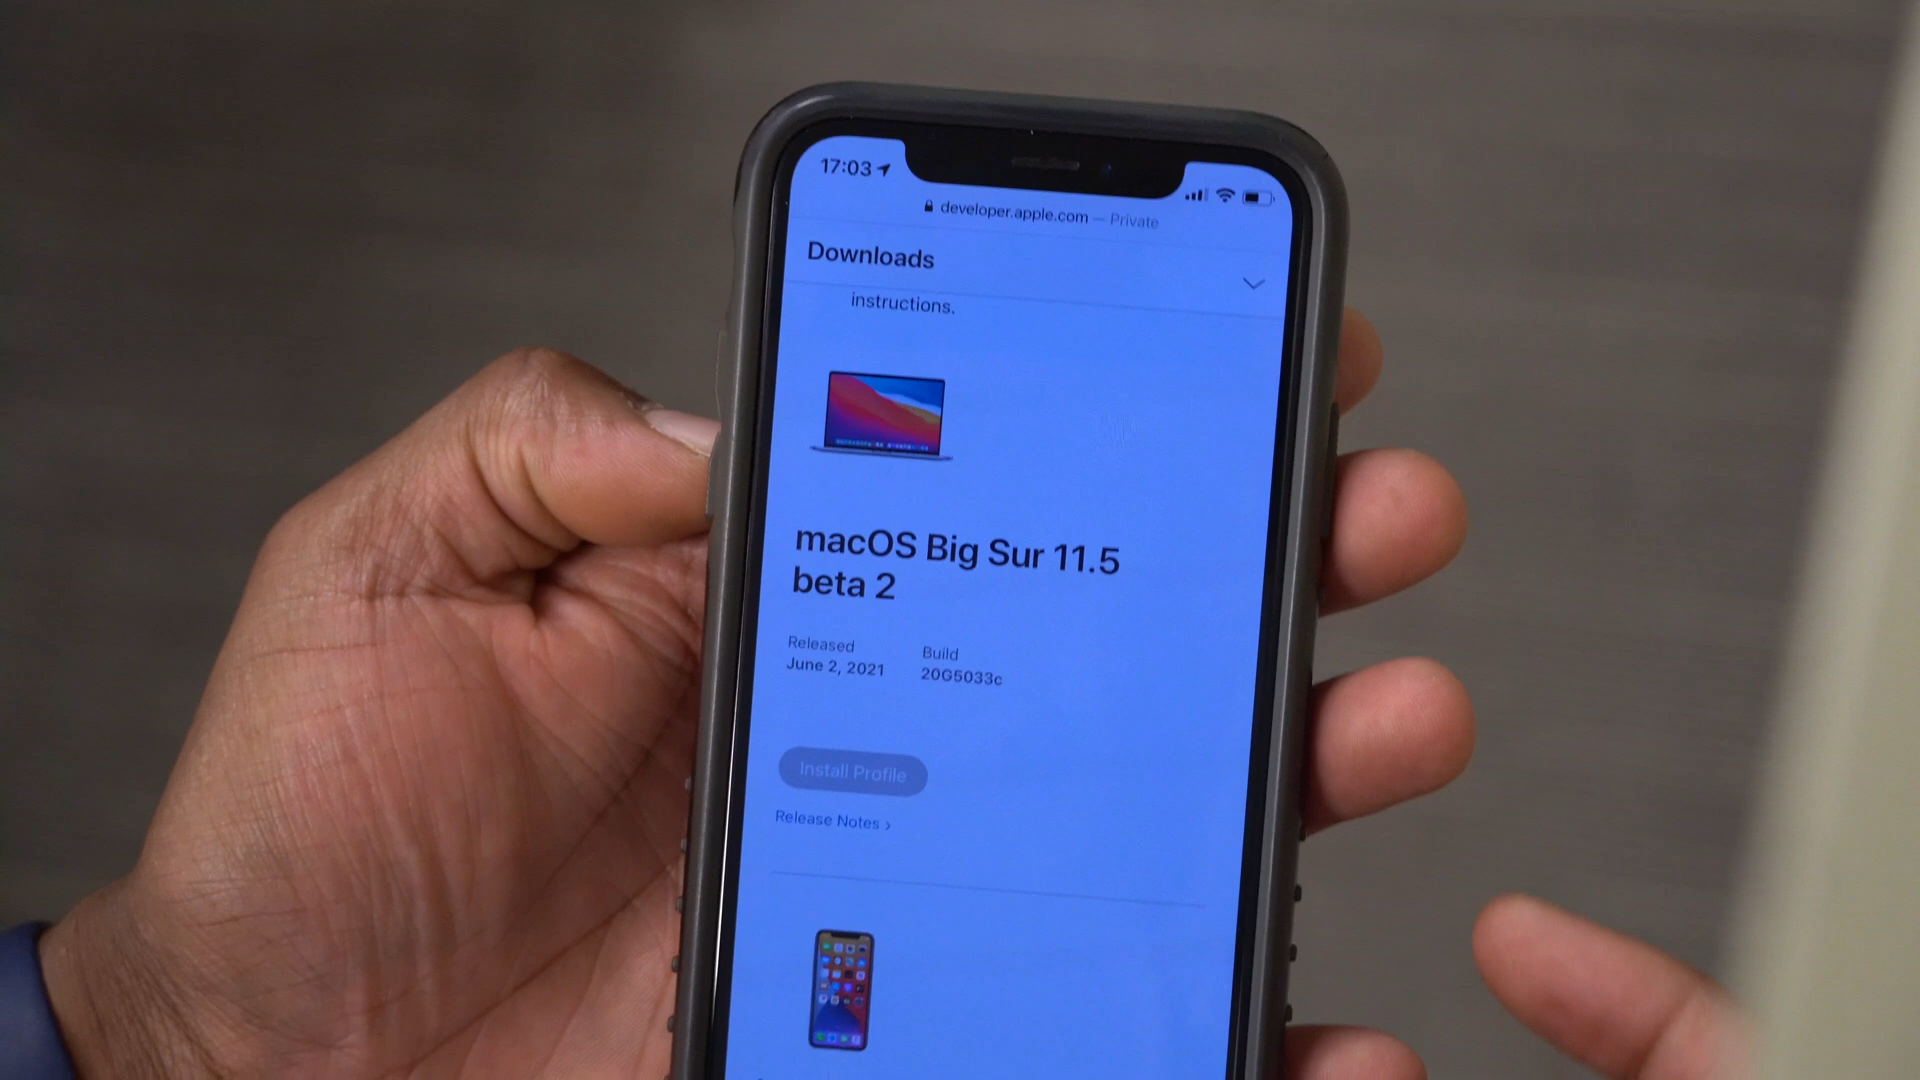 17:03
developer.apple.com — Private
Downloads
instructions.
macOS Big Sur 11.5
beta 2
Released
June 2, 2021
Build
20G5033c
Install Profile
Release Notes ›